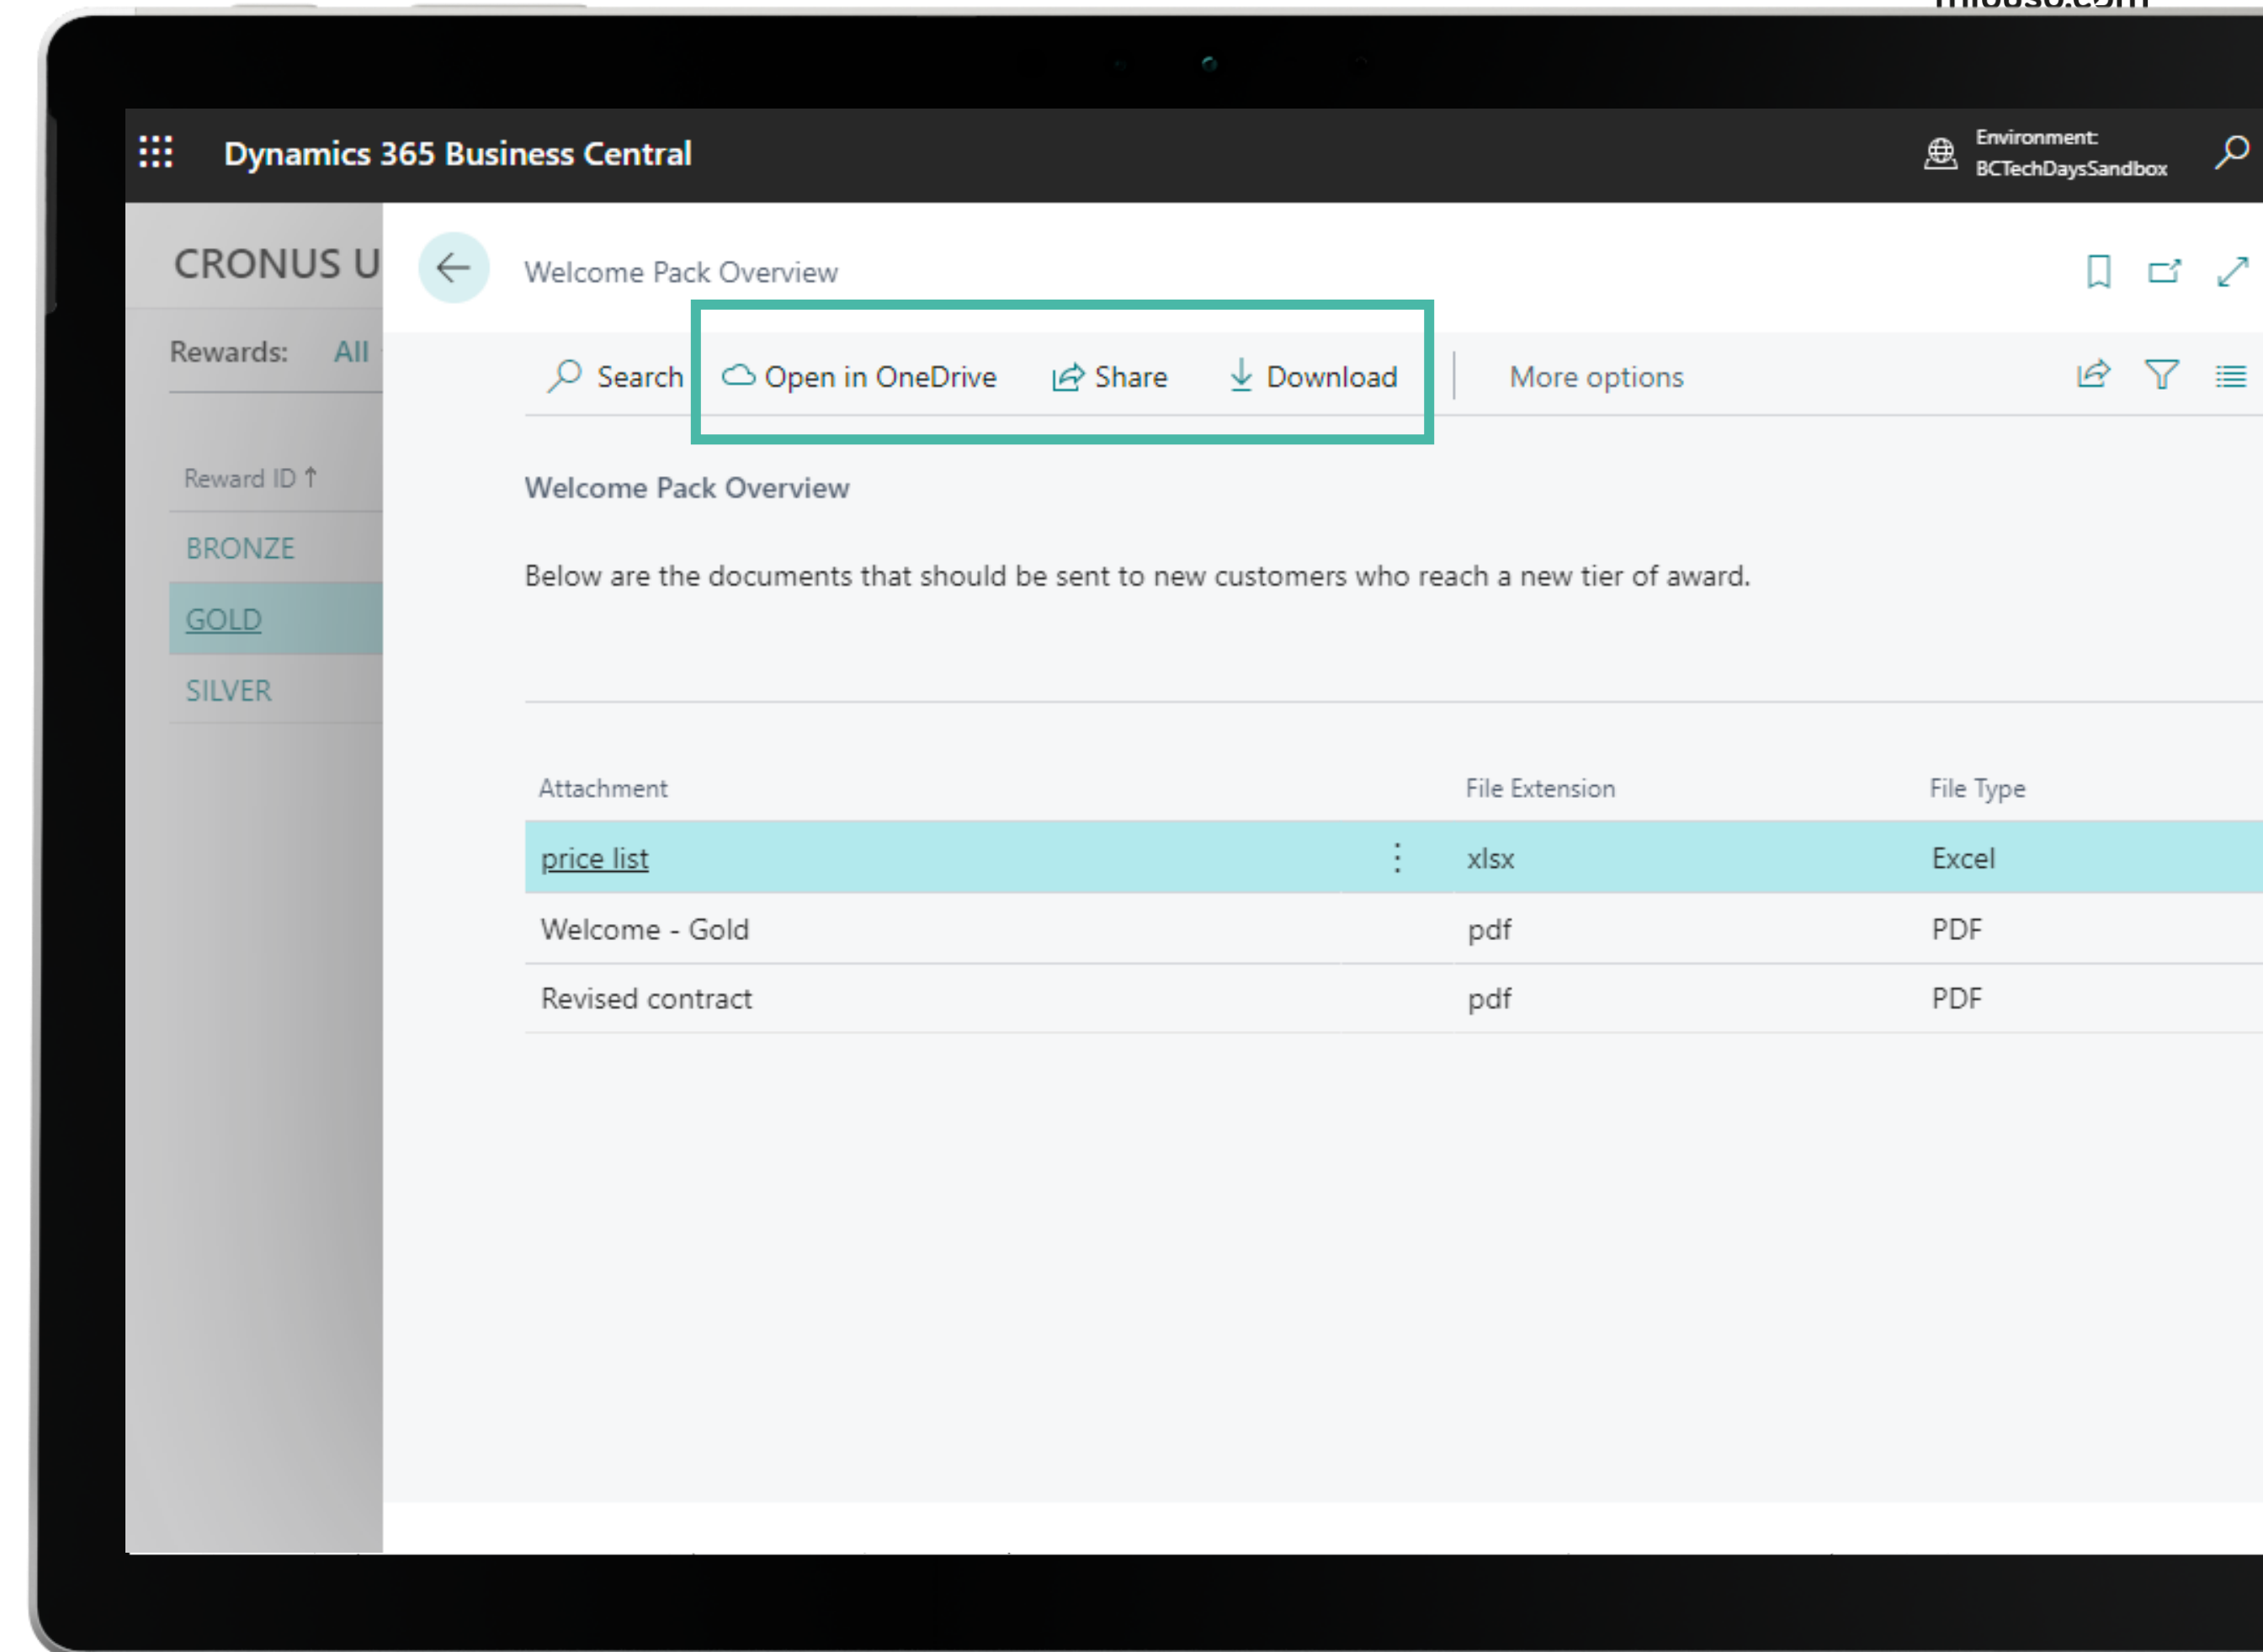 Dynamics 365 Business Central
Environment:
BCTechDaysSandbox
CRONUS U
Welcome Pack Overview
Rewards: All
Search Open in OneDrive Share Download More options
Reward ID
Welcome Pack Overview
BRONZE
Below are the documents that should be sent to new customers who reach a new tier of award.
GOLD
SILVER
Attachment File Extension File Type
price list xlsx Excel
Welcome - Gold pdf PDF
Revised contract pdf PDF